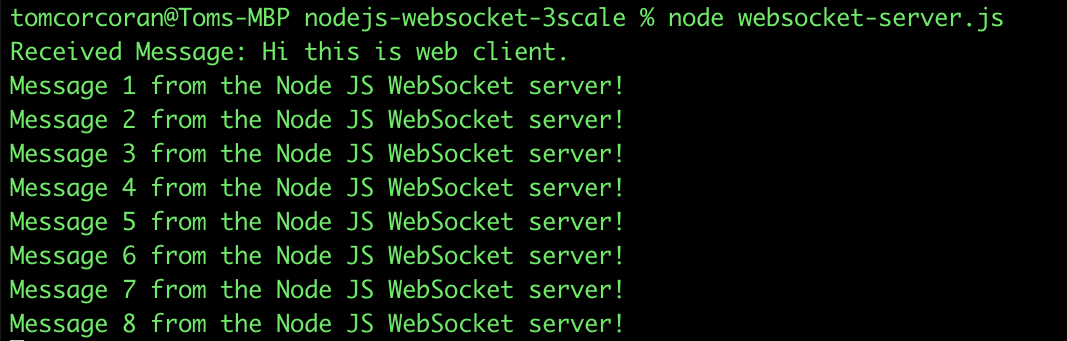 tomcorcoran@Toms-MBP nodejs-websocket-3scale % node websocket-server.js
Received Message: Hi this is web client.
Message 1 from the Node JS WebSocket server!
Message 2 from the Node JS WebSocket server!
Message 3 from the Node JS WebSocket server!
Message 4 from the Node JS WebSocket server!
Message 5 from the Node JS WebSocket server!
Message 6 from the Node JS WebSocket server!
Message 7 from the Node JS WebSocket server!
Message 8 from the Node JS WebSocket server!